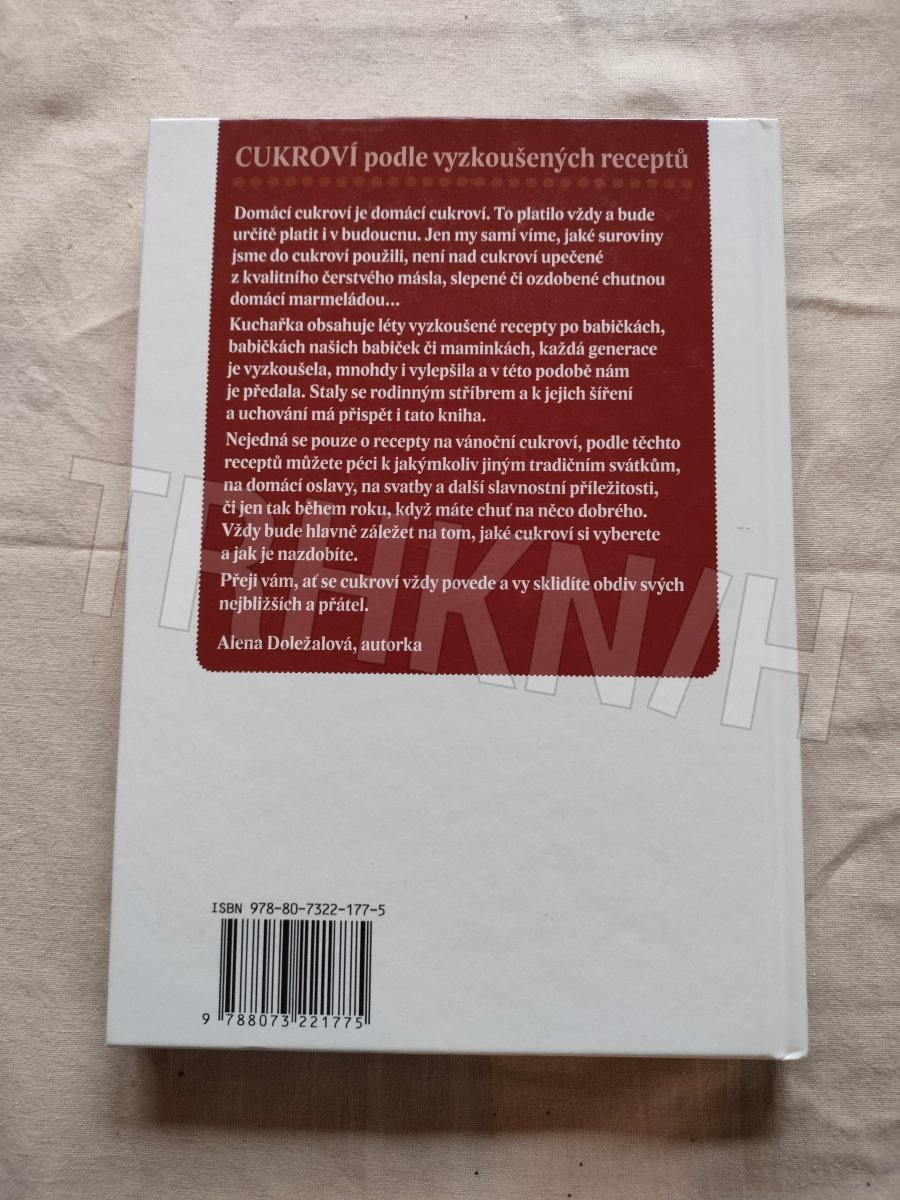 CUKROVÍ podle vyzkoušených receptů
Domácí cukroví je domácí cukroví. To platilo vždy a bude
určitě platit i v budoucnu. Jen my sami víme, jaké suroviny
jsme do cukroví použili, není nad cukroví upečené
z kvalitního čerstvého másla, slepené či ozdobené chutnou
domácí marmeládou...
Kuchařka obsahuje léty vyzkoušené recepty po babičkách,
babičkách našich babiček či maminkách, každá generace
je vyzkoušela, mnohdy i vylepšila a v této podobě nám
je předala. Staly se rodinným stříbrem a k jejich šíření
a uchování má přispět i tato kniha.
Nejedná se pouze o recepty na vánoční cukroví, podle těchto
receptů můžete péci k jakýmkoliv jiným tradičním svátkům,
na domácí oslavy, na svatby a další slavnostní příležitosti,
či jen tak během roku, když máte chuť na něco dobrého.
Vždy bude hlavně záležet na tom, jaké cukroví si vyberete
a jak je nazdobíte.
Přeji vám, ať se cukroví vždy povede a vy sklidíte obdiv svých
nejbližších a přátel.
Alena Doležalová, autorka
TRHKNIH
ISBN 978-80-7322-177-5
9 788073 221775